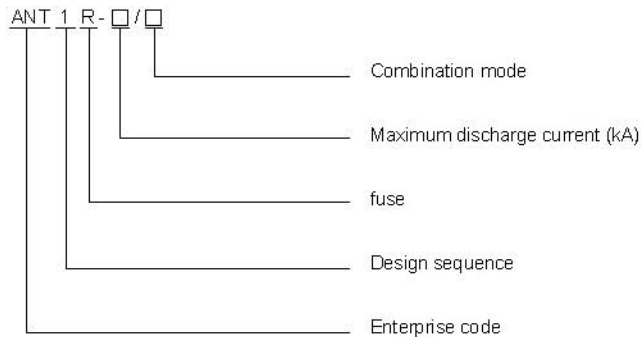 ANT 1 R - □ / □
Combination mode
Maximum discharge current (kA)
fuse
Design sequence
Enterprise code